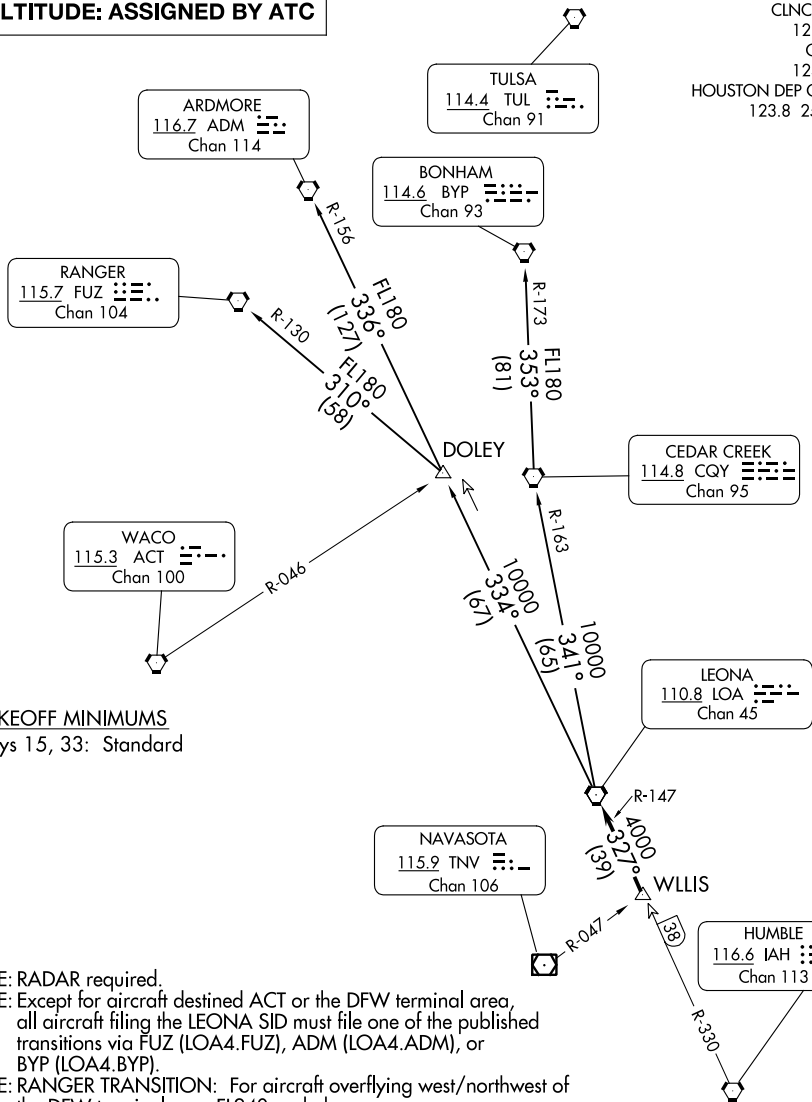 LTITUDE: ASSIGNED BY ATC
CLNC
12
12
HOUSTON DEP
123.8
TULSA
114.4 TUL
Chan 91
ARDMORE
116.7 ADM
Chan 114
BONHAM
114.6 BYP
Chan 93
RANGER
115.7 FUZ
Chan 104
R-156
FL180
336°
(127)
R-130
FL180
310°
(58)
R-173
FL180
353°
(81)
DOLEY
CEDAR CREEK
114.8 CQY
Chan 95
WACO
115.3 ACT
Chan 100
R-046
R-163
10000
334°
(67)
10000
341°
(65)
LEONA
110.8 LOA
Chan 45
KEOFF MINIMUMS
ys 15, 33: Standard
R-147
4000
327°
(39)
NAVASOTA
115.9 TNV
Chan 106
WLLIS
R-047
38
HUMBLE
116.6 IAH
Chan 113
R-330
E: RADAR required.
E: Except for aircraft destined ACT or the DFW terminal area,
all aircraft filing the LEONA SID must file one of the published
transitions via FUZ (LOA4.FUZ), ADM (LOA4.ADM), or
BYP (LOA4.BYP).
E: RANGER TRANSITION: For aircraft overflying west/northwest of